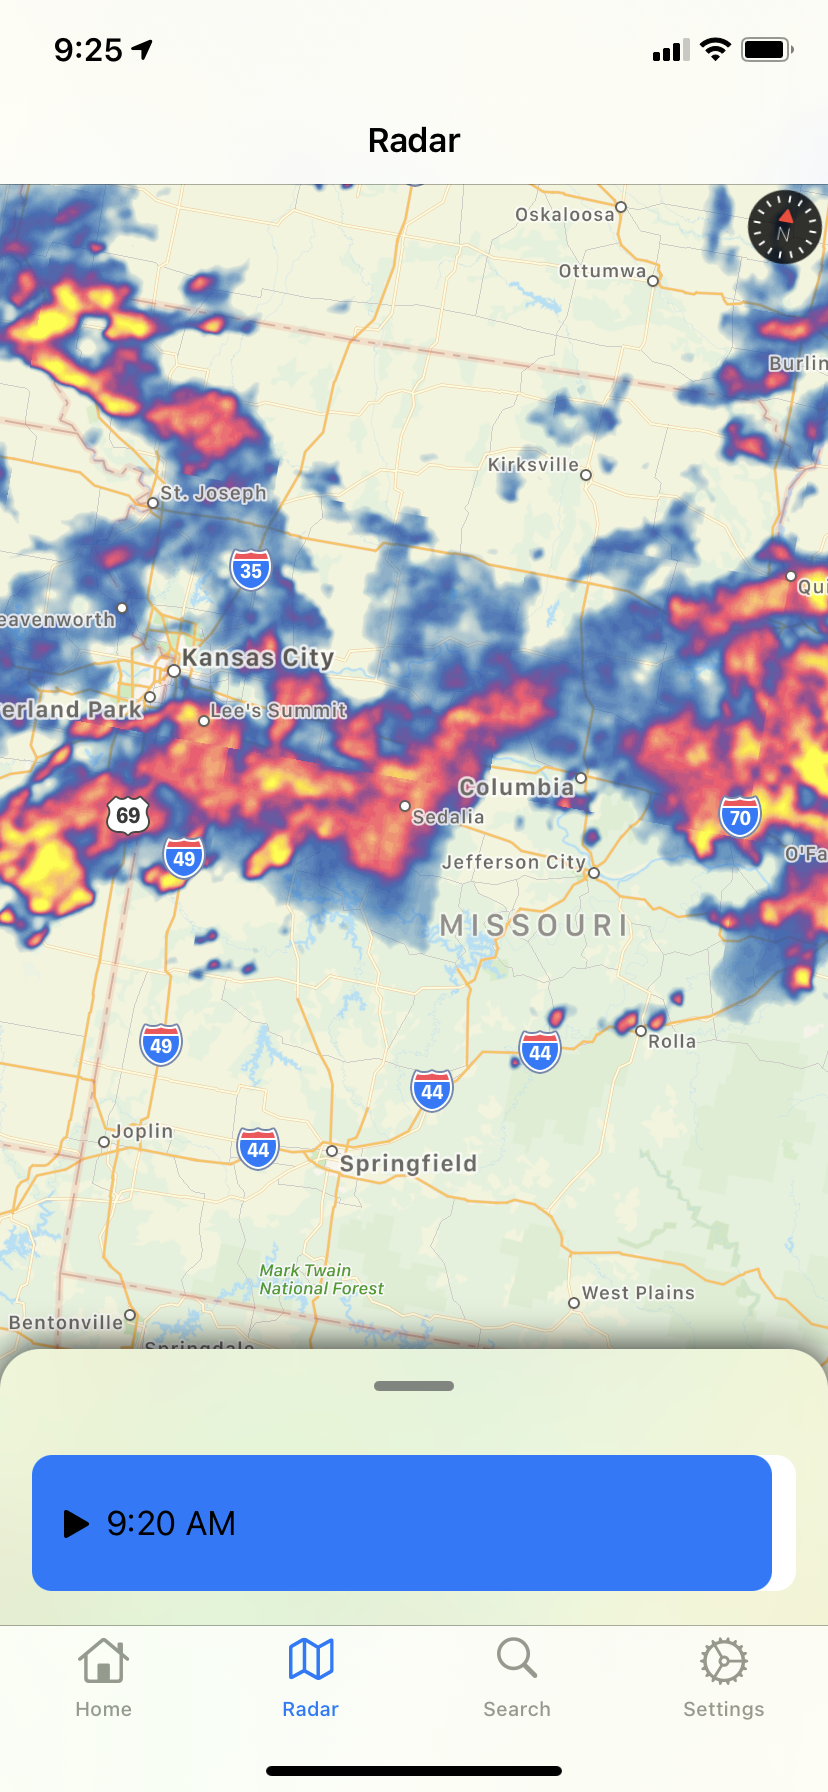 9:25
Radar
Oskaloosa
N
Ottumwa
Burlin
Kirksville
St. Joseph
35
Qui
eavenworth
Kansas City
erland Park
Lee's Summit
Columbia
69
Sedalia
70
49
Jefferson City
O'Fa
MISSOURI
49
44
Rolla
44
Joplin
44
Springfield
Mark Twain
National Forest
West Plains
Bentonville
Springdale
9:20 AM
Home
Radar
Search
Settings